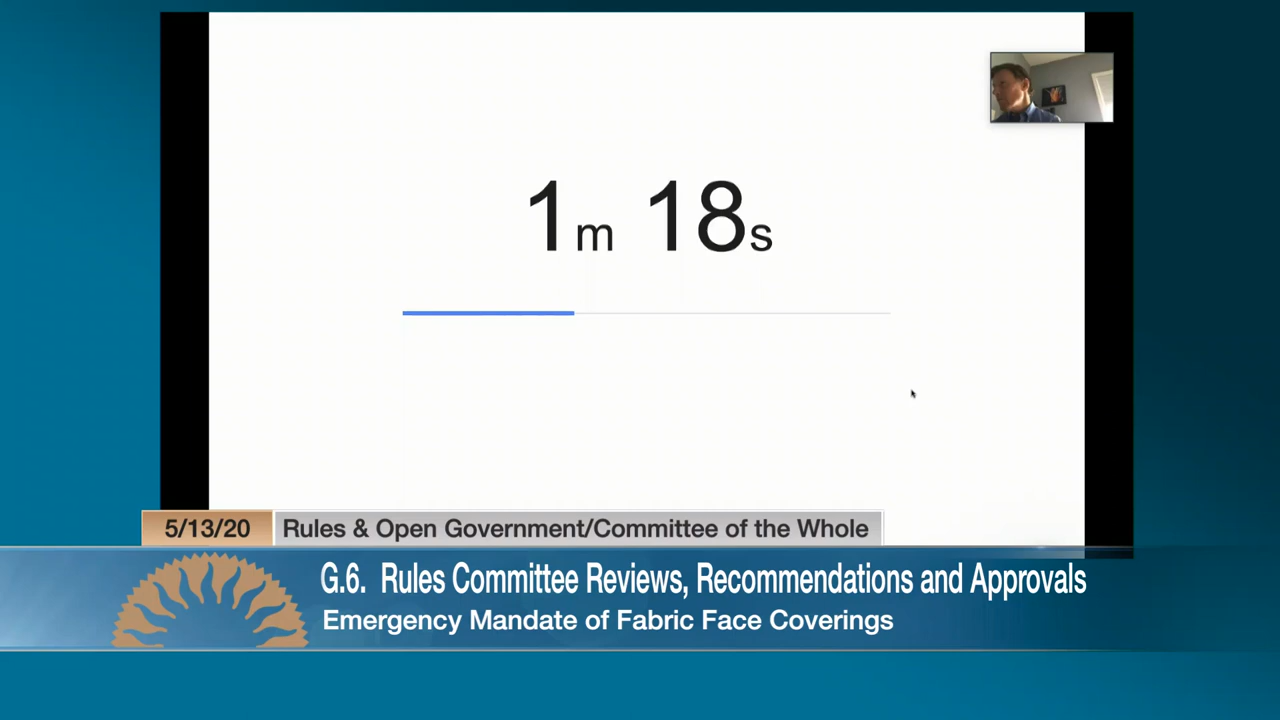 1m 18s
5/13/20 Rules & Open Government/Committee of the Whole
G.6. Rules Committee Reviews, Recommendations and Approvals
Emergency Mandate of Fabric Face Coverings